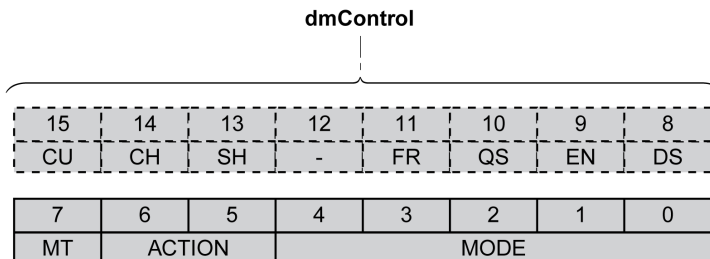 dmControl
15 14 13 12 11 10 9 8
CU CH SH - FR QS EN DS
7 6 5 4 3 2 1 0
MT ACTION MODE